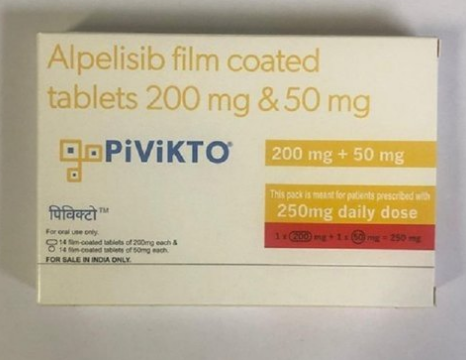 Alpelisib film coated
tablets 200 mg & 50 mg
PiViKTO®
200 mg + 50 mg
This pack is meant for patients prescribed with
250mg daily dose
1 x 200 mg + 1 x 50 mg = 250 mg
पिविक्टो™
For oral use only.
14 film-coated tablets of 200mg each &
14 film-coated tablets of 50mg each.
FOR SALE IN INDIA ONLY.